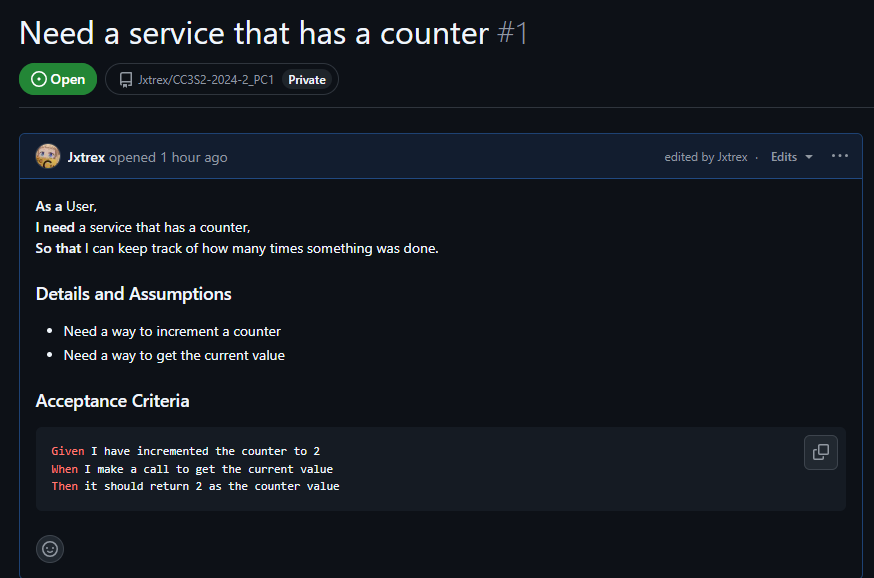 Need a service that has a counter #1
Open Jxtrex/CC3S2-2024-2_PC1 Private
Jxtrex opened 1 hour ago edited by Jxtrex · Edits
As a User,
I need a service that has a counter,
So that I can keep track of how many times something was done.
Details and Assumptions
• Need a way to increment a counter
• Need a way to get the current value
Acceptance Criteria
Given I have incremented the counter to 2
When I make a call to get the current value
Then it should return 2 as the counter value